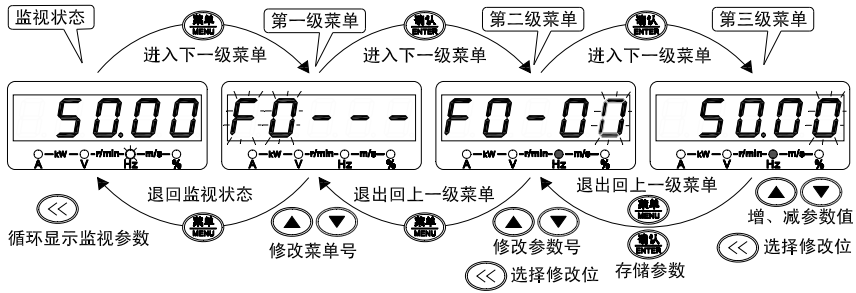 监视状态
菜单
MENU
第一级菜单
确认
ENTER
第二级菜单
确认
ENTER
第三级菜单
进入下一级菜单
进入下一级菜单
进入下一级菜单
50.00
F0---
F0-00
50.00
kW r/min m/s
A V Hz %
kW r/min m/s
A V Hz %
kW r/min m/s
A V Hz %
kW r/min m/s
A V Hz %
退回监视状态
退出回上一级菜单
退出回上一级菜单
菜单
MENU
菜单
MENU
菜单
MENU
确认
ENTER
循环显示监视参数
修改菜单号
修改参数号
选择修改位
存储参数
增、减参数值
选择修改位